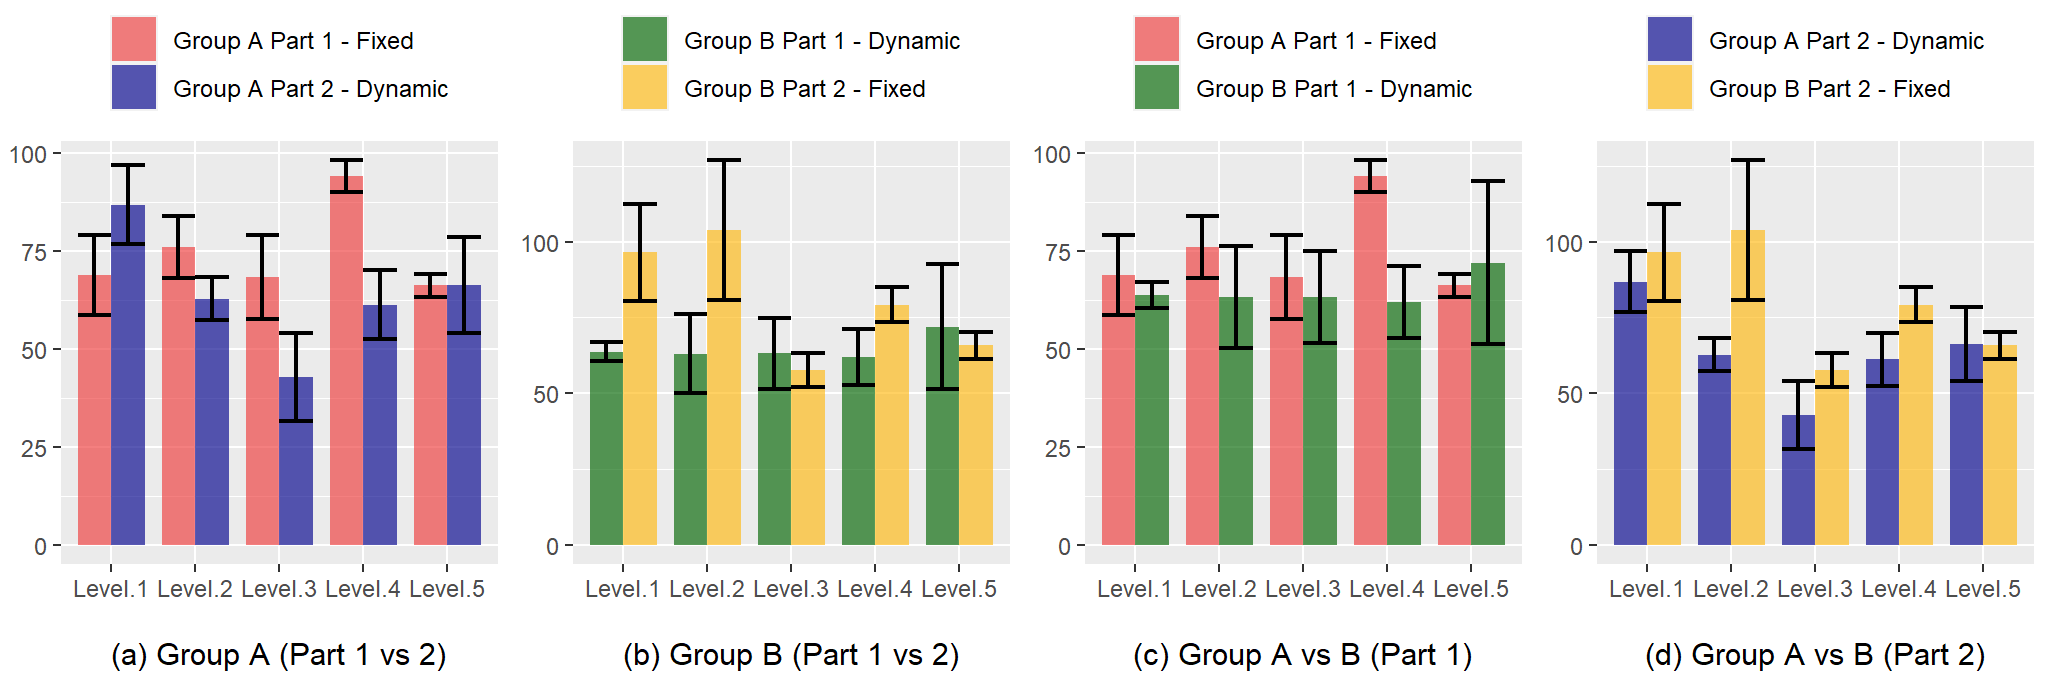 Group A Part 1 - Fixed
Group A Part 2 - Dynamic
100
75
50
25
0
Level.1 Level.2 Level.3 Level.4 Level.5
(a) Group A (Part 1 vs 2)
Group B Part 1 - Dynamic
Group B Part 2 - Fixed
100
50
0
Level.1 Level.2 Level.3 Level.4 Level.5
(b) Group B (Part 1 vs 2)
Group A Part 1 - Fixed
Group B Part 1 - Dynamic
100
75
50
25
0
Level.1 Level.2 Level.3 Level.4 Level.5
(c) Group A vs B (Part 1)
Group A Part 2 - Dynamic
Group B Part 2 - Fixed
100
50
0
Level.1 Level.2 Level.3 Level.4 Level.5
(d) Group A vs B (Part 2)